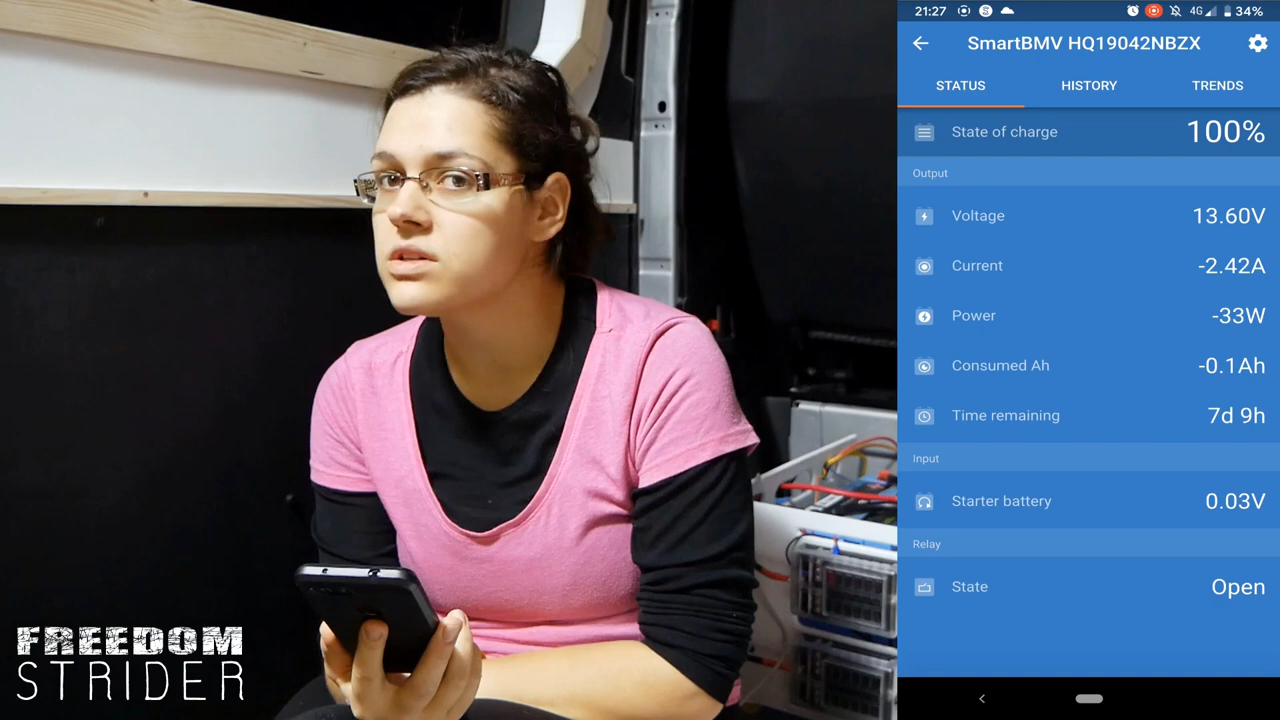 FREEDOM
STRIDER
21:27 4G 34%
SmartBMV HQ19042NBZX
STATUS HISTORY TRENDS
State of charge 100%
Output
Voltage 13.60V
Current -2.42A
Power -33W
Consumed Ah -0.1Ah
Time remaining 7d 9h
Input
Starter battery 0.03V
Relay
State Open